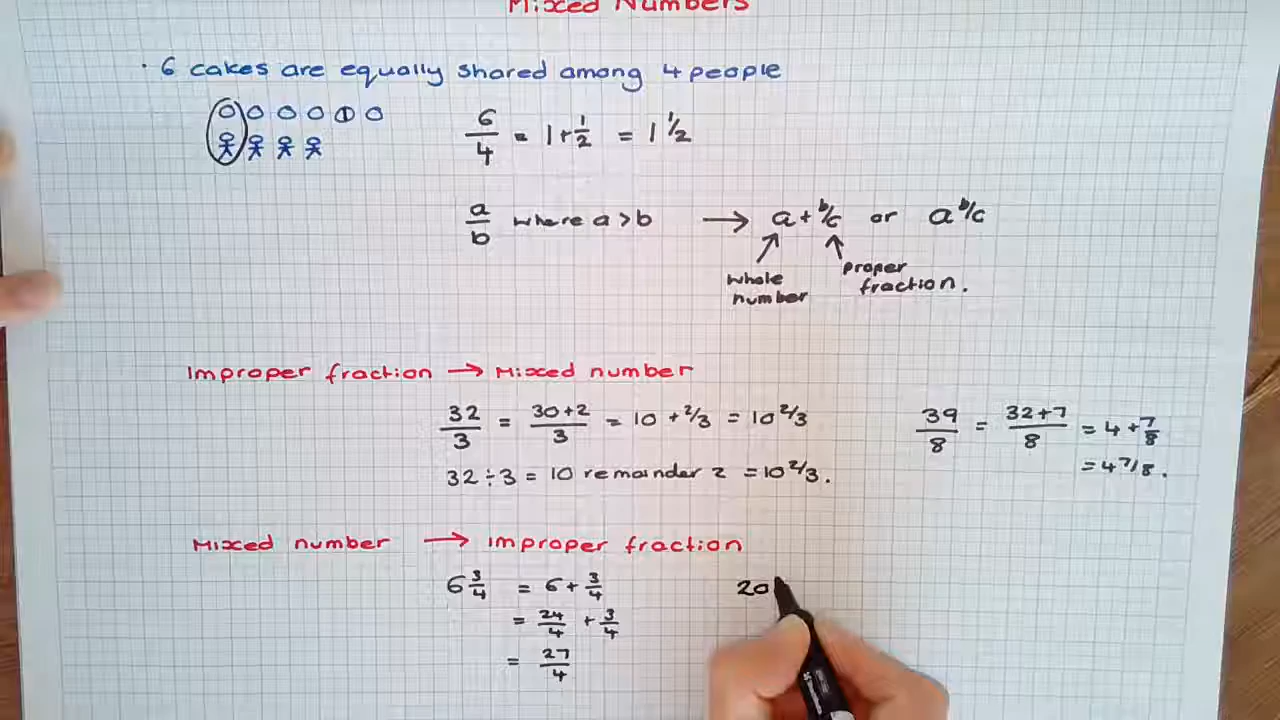 Mixed Numbers
· 6 cakes are equally shared among 4 people
6/4 = 1 + 1/2 = 1 1/2
a/b where a > b → a + b/c or a b/c
whole number
proper fraction.
Improper fraction → Mixed number
32/3 = 30+2/3 = 10 + 2/3 = 10 2/3
32 ÷ 3 = 10 remainder 2 = 10 2/3.
39/8 = 32+7/8 = 4 + 7/8
= 4 7/8.
Mixed number → Improper fraction
6 3/4 = 6 + 3/4
= 24/4 + 3/4
= 27/4
20